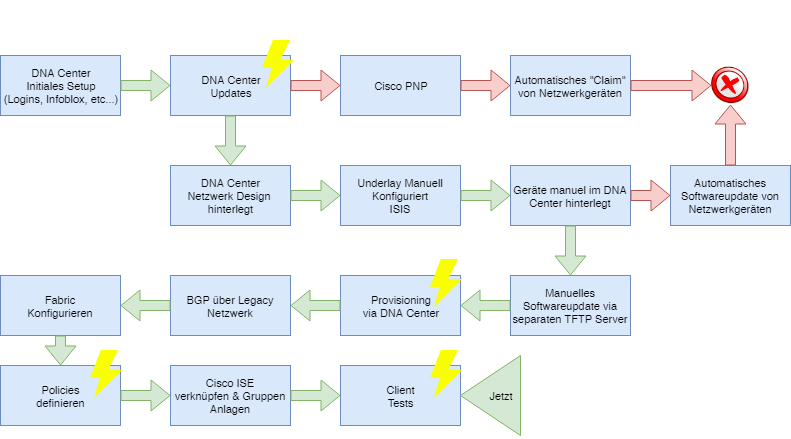 DNA Center
Initiales Setup
(Logins, Infoblox, etc...)
DNA Center
Updates
Cisco PNP
Automatisches "Claim"
von Netzwerkgeräten
DNA Center
Netzwerk Design
hinterlegt
Underlay Manuell
Konfiguriert
ISIS
Geräte manuel im DNA
Center hinterlegt
Automatisches
Softwareupdate von
Netzwerkgeräten
Fabric
Konfigurieren
BGP über Legacy
Netzwerk
Provisioning
via DNA Center
Manuelles
Softwareupdate via
separaten TFTP Server
Policies
definieren
Cisco ISE
verknüpfen & Gruppen
Anlagen
Client
Tests
Jetzt